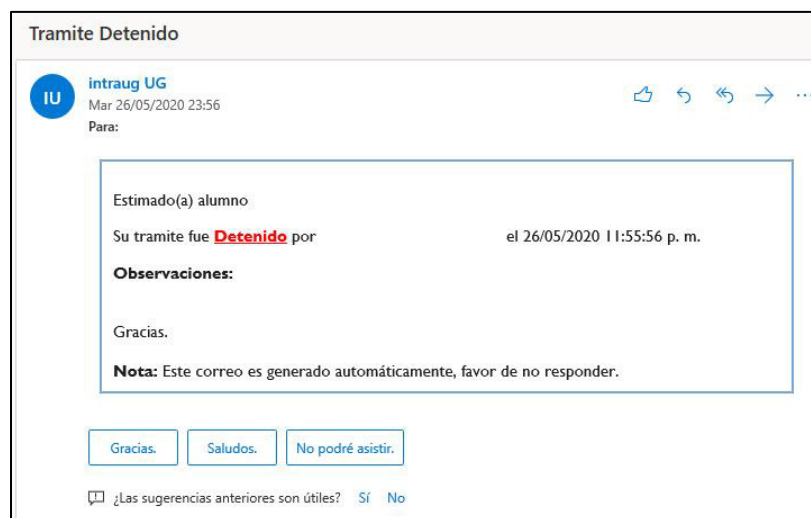 Tramite Detenido
IU
intraug UG
Mar 26/05/2020 23:56
Para:
Estimado(a) alumno
Su tramite fue Detenido por el 26/05/2020 11:55:56 p. m.
Observaciones:
Gracias.
Nota: Este correo es generado automáticamente, favor de no responder.
Gracias. Saludos. No podré asistir.
¿Las sugerencias anteriores son útiles? Sí No